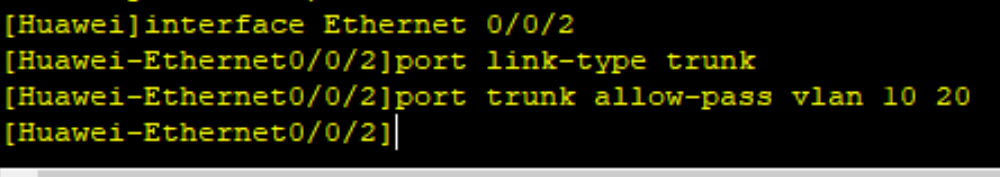 [Huawei]interface Ethernet 0/0/2
[Huawei-Ethernet0/0/2]port link-type trunk
[Huawei-Ethernet0/0/2]port trunk allow-pass vlan 10 20
[Huawei-Ethernet0/0/2]